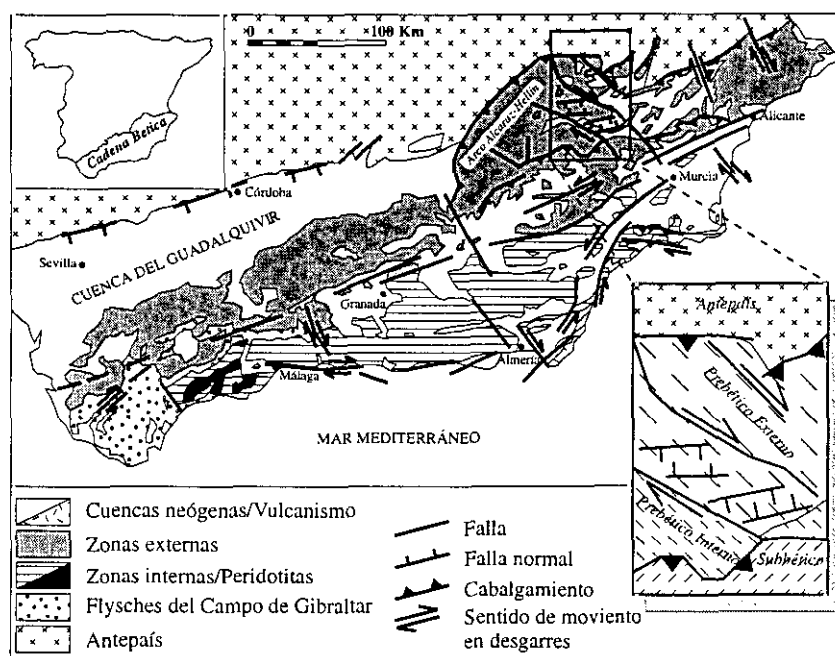 0 100 Km
Cadena Betica
Arco Alcaraz-Hellín
Alicante
Murcia
Córdoba
Sevilla
CUENCA DEL GUADALQUIVIR
Granada
Almería
Málaga
MAR MEDITERRÁNEO
Antepaís
Prebético Externo
Prebético Interno
Subbético
Cuencas neógenas/Vulcanismo
Zonas externas
Zonas internas/Peridotitas
Flysches del Campo de Gibraltar
Antepaís
Falla
Falla normal
Cabalgamiento
Sentido de moviento
en desgarres